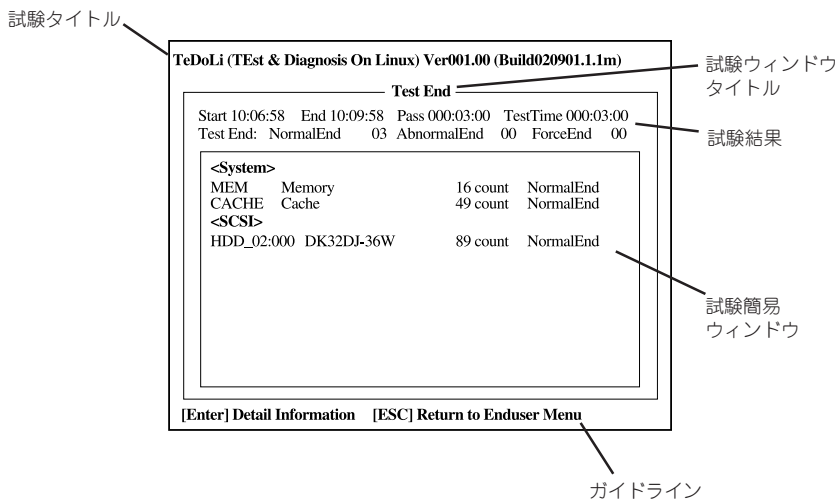 試験タイトル
TeDoLi (TEst & Diagnosis On Linux) Ver001.00 (Build020901.1.1m)
試験ウィンドウ
タイトル
Test End
Start 10:06:58 End 10:09:58 Pass 000:03:00 TestTime 000:03:00
Test End: NormalEnd 03 AbnormalEnd 00 ForceEnd 00
試験結果
<System>
MEM Memory 16 count NormalEnd
CACHE Cache 49 count NormalEnd
<SCSI>
HDD_02:000 DK32DJ-36W 89 count NormalEnd
試験簡易
ウィンドウ
[Enter] Detail Information [ESC] Return to Enduser Menu
ガイドライン